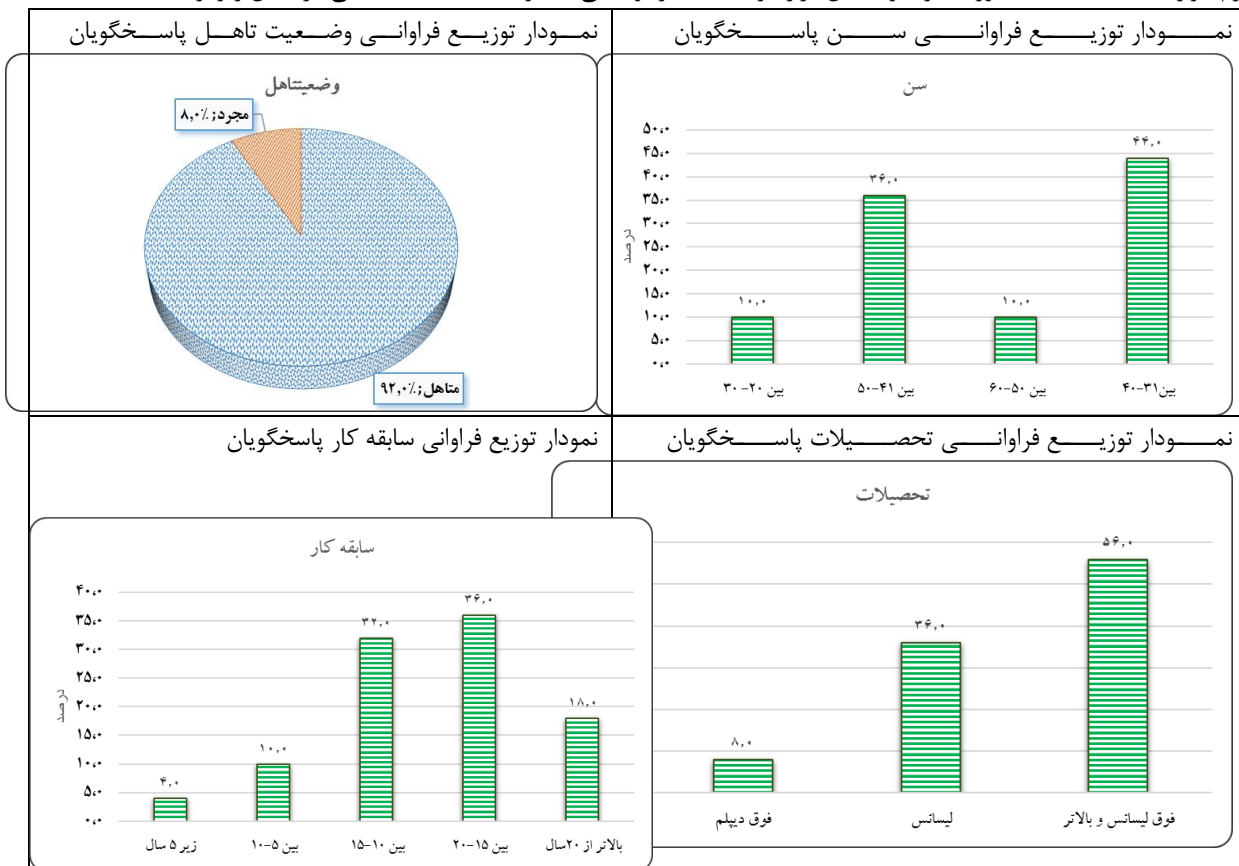 نمودار توزیع فراوانی سن پاسخگویان
سن
۵۰٫۰
۴۵٫۰
۴۰٫۰
۳۵٫۰
۳۰٫۰
۲۵٫۰
۲۰٫۰
۱۵٫۰
۱۰٫۰
۵٫۰
۰٫۰
درصد
۱۰٫۰
۳۶٫۰
۱۰٫۰
۴۴٫۰
بین ۲۰-۳۰
بین ۴۱-۵۰
بین ۵۰-۶۰
بین۳۱-۴۰
نمودار توزیع فراوانی وضعیت تاهل پاسخگویان
وضعیتتاهل
مجرد; ۸٫۰٪
متاهل; ۹۲٫۰٪
نمودار توزیع فراوانی تحصیلات پاسخگویان
تحصیلات
۸٫۰
۳۶٫۰
۵۶٫۰
فوق دیپلم
لیسانس
فوق لیسانس و بالاتر
نمودار توزیع فراوانی سابقه کار پاسخگویان
سابقه کار
۴۰٫۰
۳۵٫۰
۳۰٫۰
۲۵٫۰
۲۰٫۰
۱۵٫۰
۱۰٫۰
۵٫۰
۰٫۰
درصد
۴٫۰
۱۰٫۰
۳۲٫۰
۳۶٫۰
۱۸٫۰
زیر ۵ سال
بین ۵-۱۰
بین ۱۰-۱۵
بین ۱۵-۲۰
بالاتر از ۲۰سال